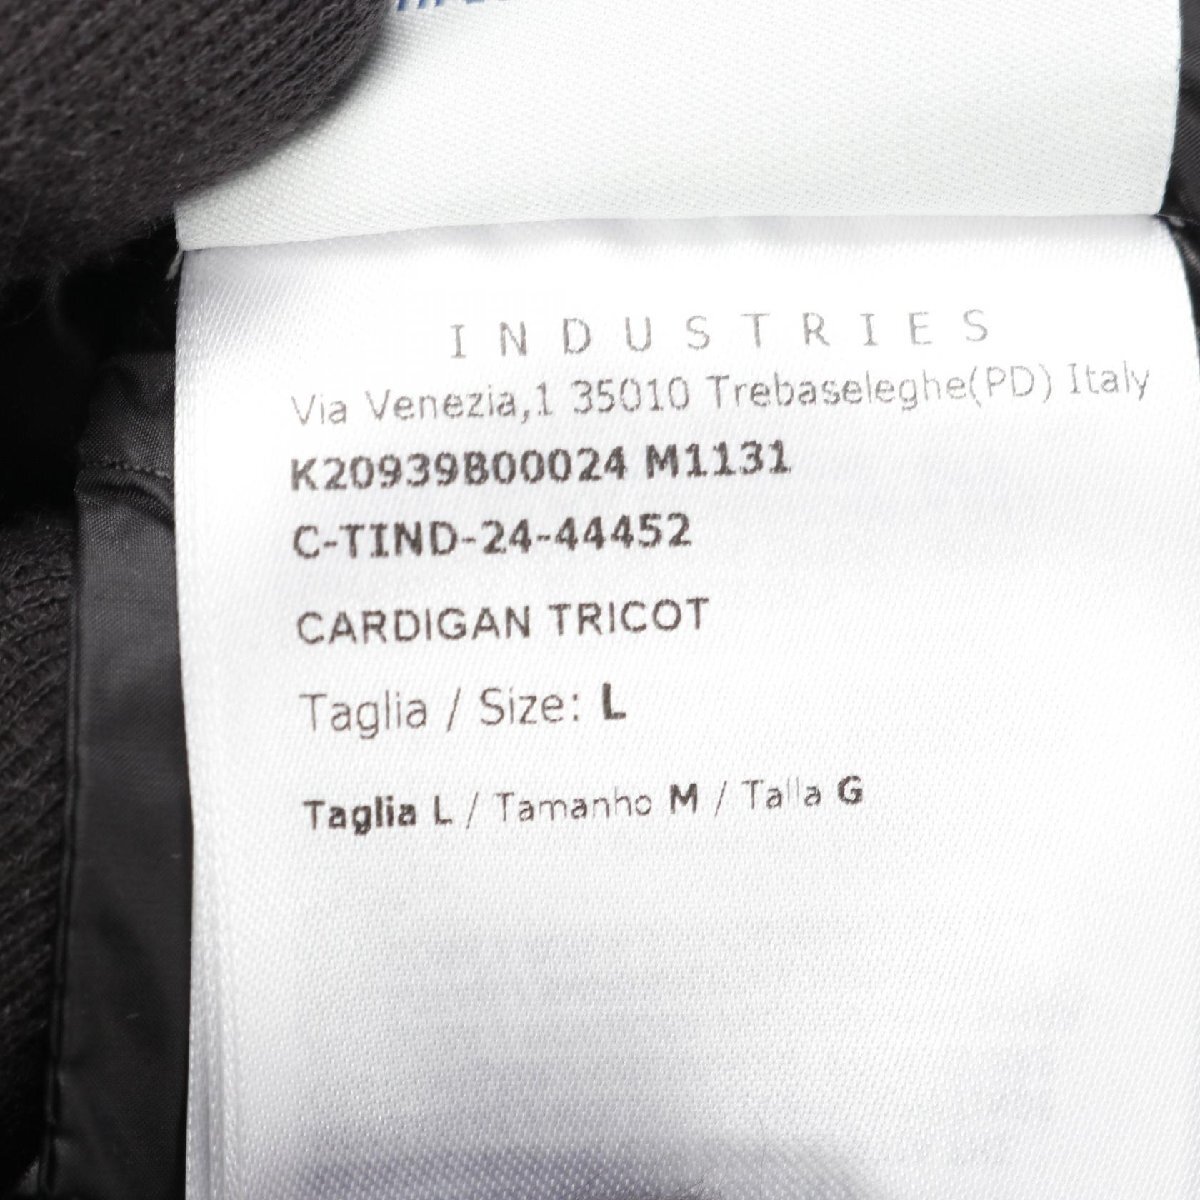 INDUSTRIES
Via Venezia,1 35010 Trebaseleghe(PD) Italy
K20939B00024 M1131
C-TIND-24-44452
CARDIGAN TRICOT
Taglia / Size: L
Taglia L / Tamanho M / Talla G